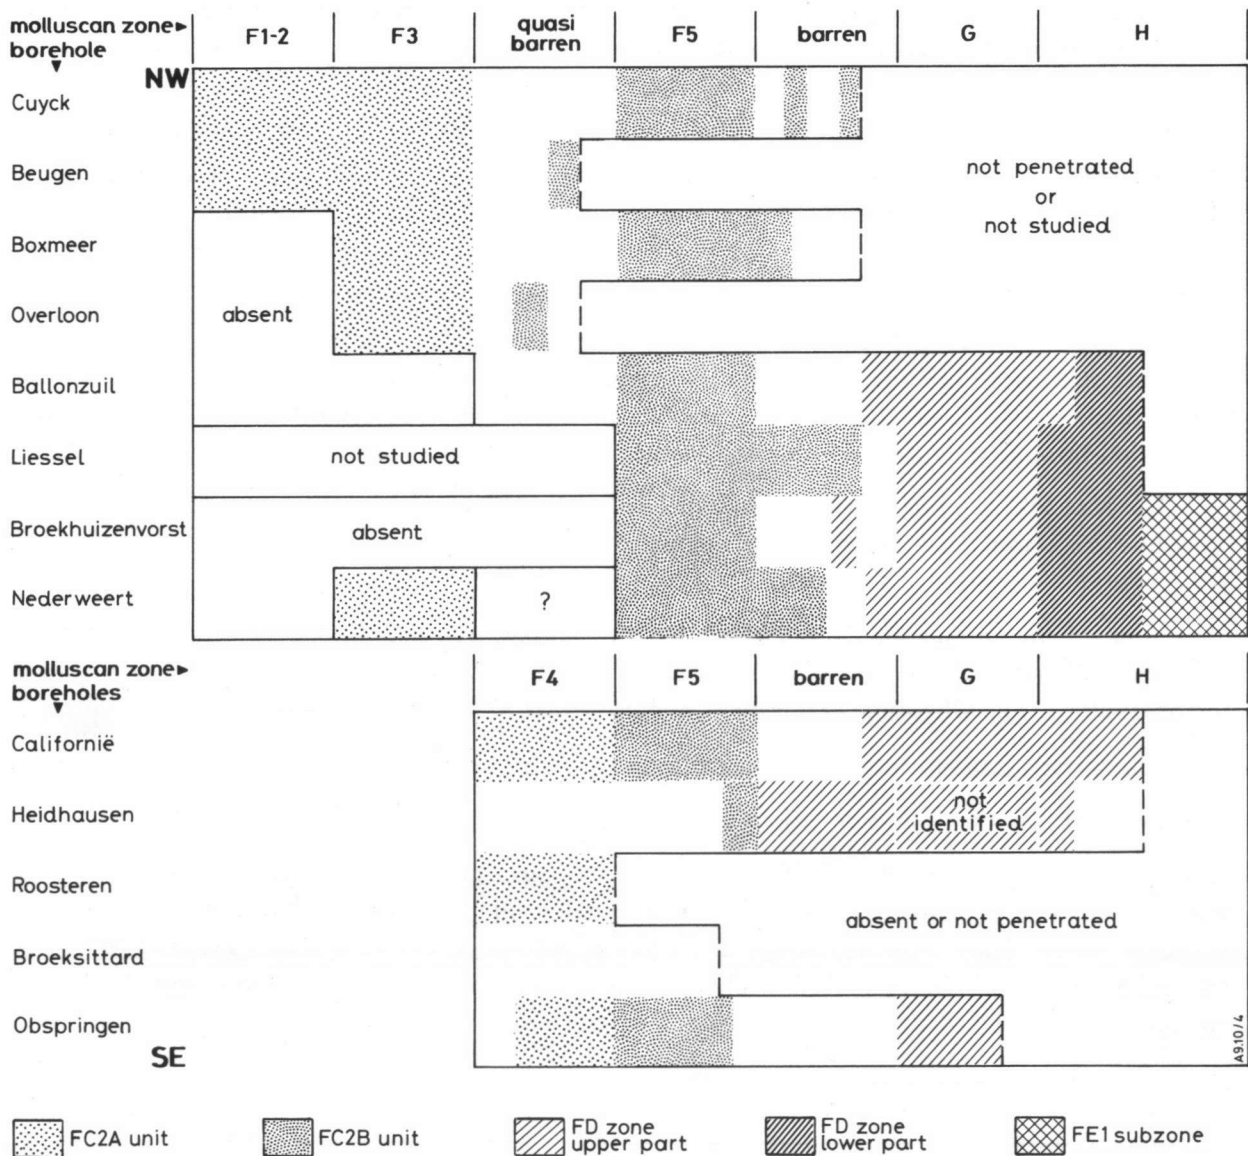 molluscan zone▸ F1-2 F3 quasi barren F5 barren G H
borehole
▾
NW
Cuyck
Beugen
not penetrated
or
not studied
Boxmeer
Overloon
absent
Ballonzuil
Liessel
not studied
Broekhuizenvorst
absent
Nederweert
?
molluscan zone▸ F4 F5 barren G H
boreholes
▾
Californië
Heidhausen
not
identified
Roosteren
absent or not penetrated
Broeksittard
Obspringen
SE
A9.10/4
FC2A unit
FC2B unit
FD zone
upper part
FD zone
lower part
FE1 subzone